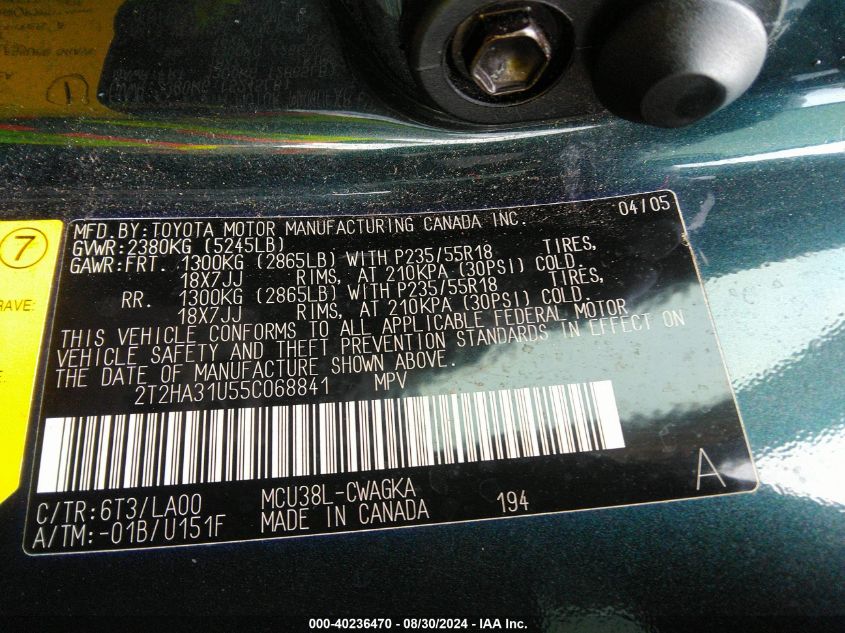 7
RAVE:
1
MFD.BY:TOYOTA MOTOR MANUFACTURING CANADA INC. 04/05
GVWR:2380KG (5245LB)
GAWR:FRT. 1300KG (2865LB) WITH P235/55R18 TIRES,
18X7JJ RIMS, AT 210KPA (30PSI) COLD.
RR. 1300KG (2865LB) WITH P235/55R18 TIRES,
18X7JJ RIMS, AT 210KPA (30PSI) COLD.
THIS VEHICLE CONFORMS TO ALL APPLICABLE FEDERAL MOTOR
VEHICLE SAFETY AND THEFT PREVENTION STANDARDS IN EFFECT ON
THE DATE OF MANUFACTURE SHOWN ABOVE.
2T2HA31U55C068841 MPV
A
C/TR:6T3/LA00 MCU38L-CWAGKA
A/TM:-01B/U151F MADE IN CANADA 194
000-40236470 - 08/30/2024 - IAA Inc.